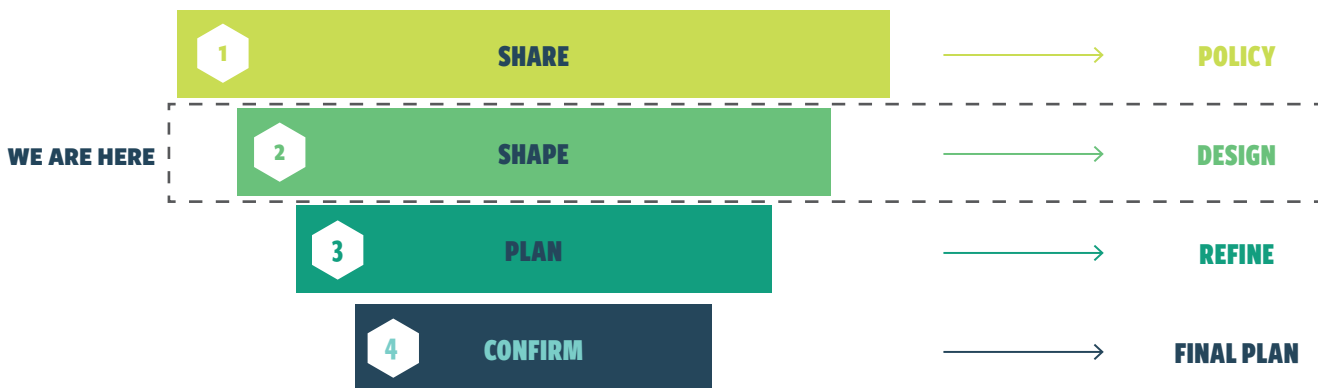 1 SHARE POLICY
WE ARE HERE 2 SHAPE DESIGN
3 PLAN REFINE
4 CONFIRM FINAL PLAN